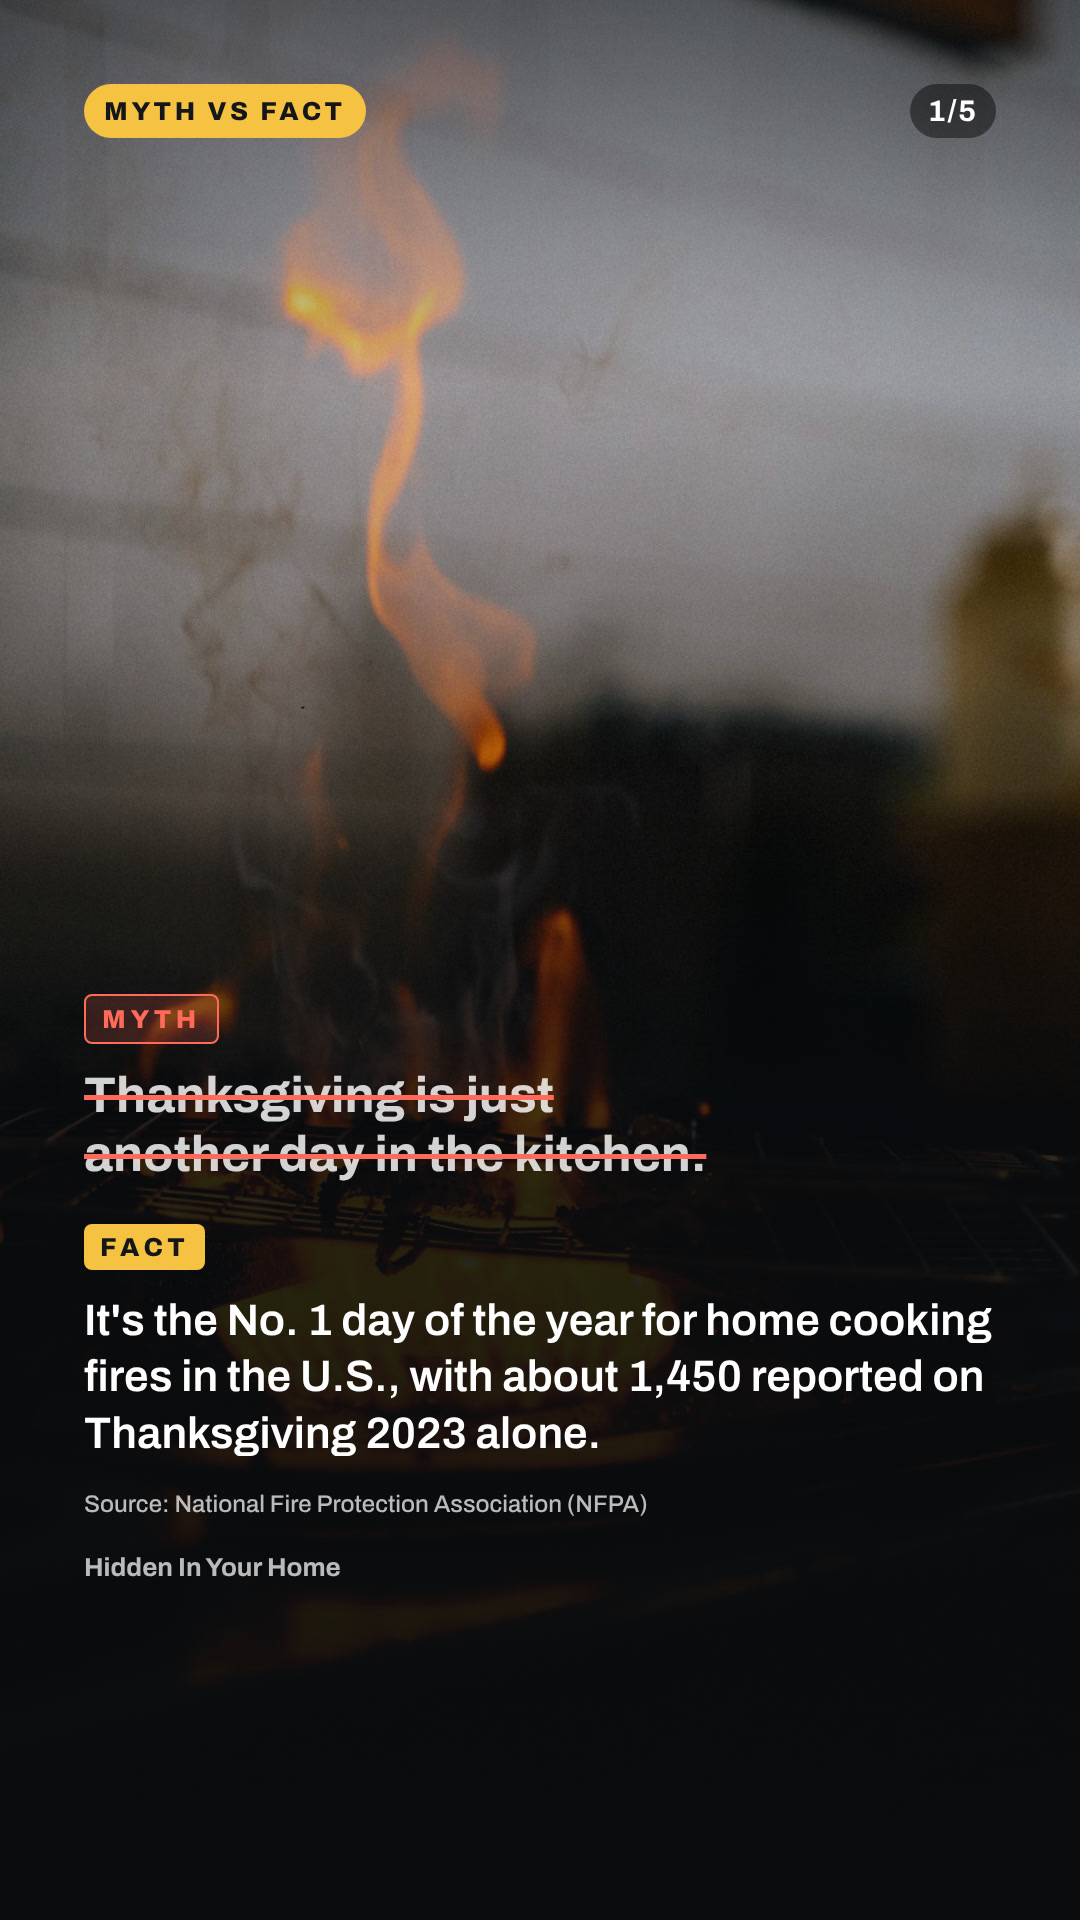 MYTH VS FACT
1/5
MYTH
Thanksgiving is just
another day in the kitchen.
FACT
It's the No. 1 day of the year for home cooking
fires in the U.S., with about 1,450 reported on
Thanksgiving 2023 alone.
Source: National Fire Protection Association (NFPA)
Hidden In Your Home